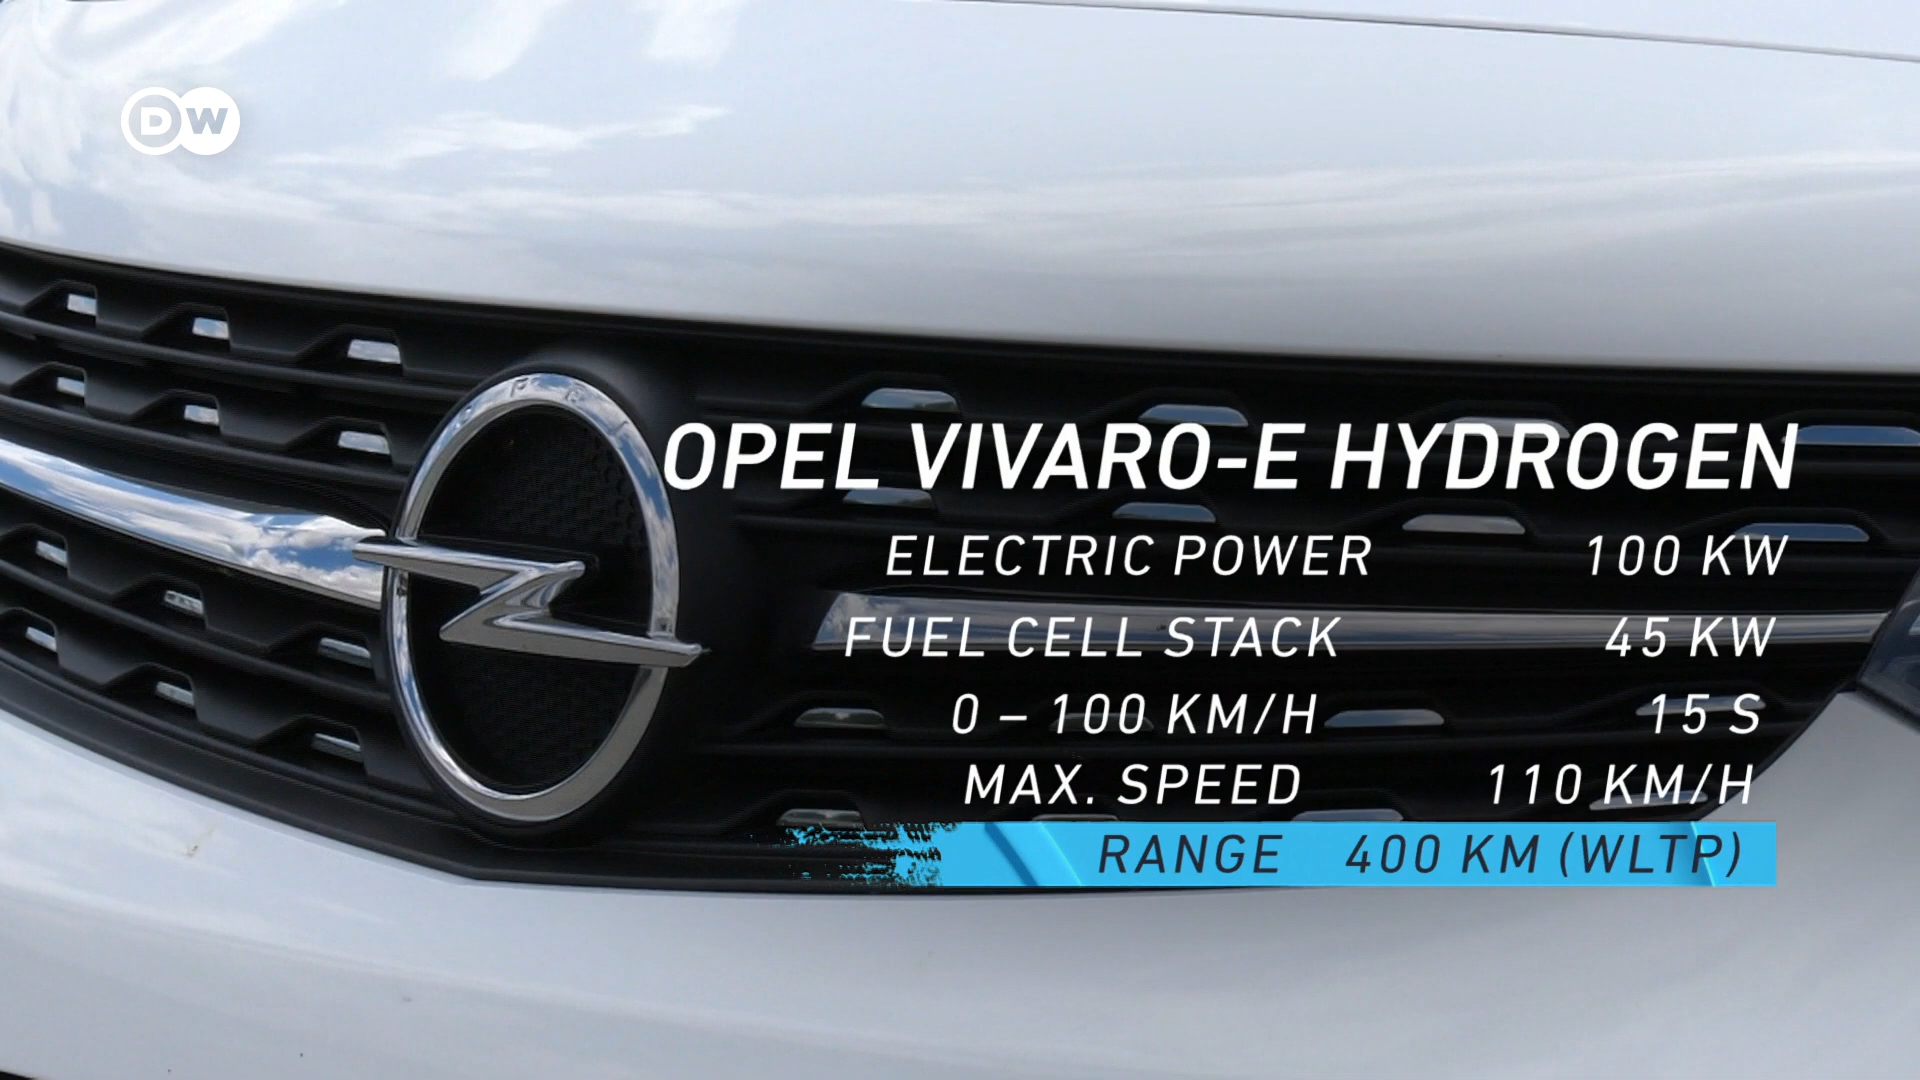 DW
OPEL
OPEL VIVARO-E HYDROGEN
ELECTRIC POWER 100 KW
FUEL CELL STACK 45 KW
0 – 100 KM/H 15 S
MAX. SPEED 110 KM/H
RANGE 400 KM (WLTP)